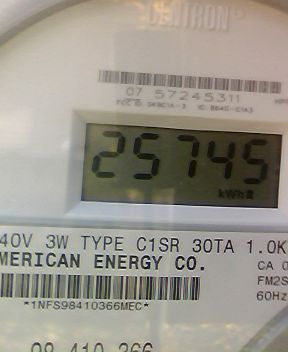 CENTRON
07 57245311
25745
kWh
40V 3W TYPE C1SR 30TA 1.0K
MERICAN ENERGY CO.
CA 0
FM2S
60Hz
*1NFS98410366MEC*
98 410 366